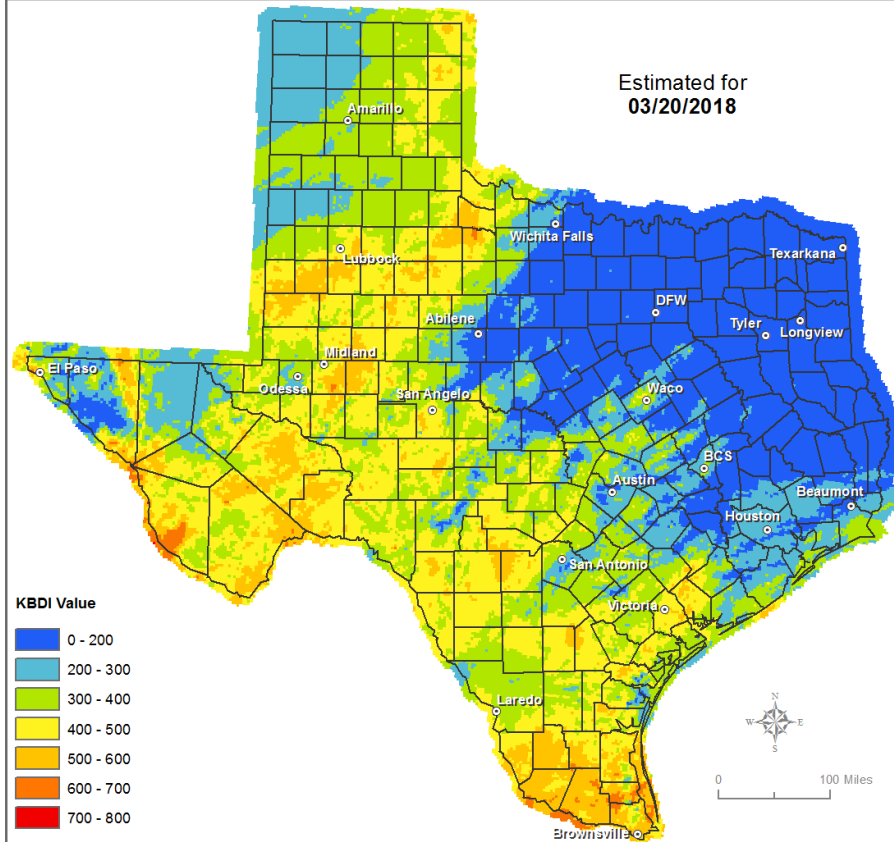 Estimated for
03/20/2018
Amarillo
Wichita Falls
Texarkana
Lubbock
DFW
Abilene
Tyler
Longview
Midland
El Paso
Odessa
San Angelo
Waco
BCS
Austin
Beaumont
Houston
San Antonio
Victoria
Laredo
Brownsville
KBDI Value
0 - 200
200 - 300
300 - 400
400 - 500
500 - 600
600 - 700
700 - 800
N
W
E
S
0
100 Miles